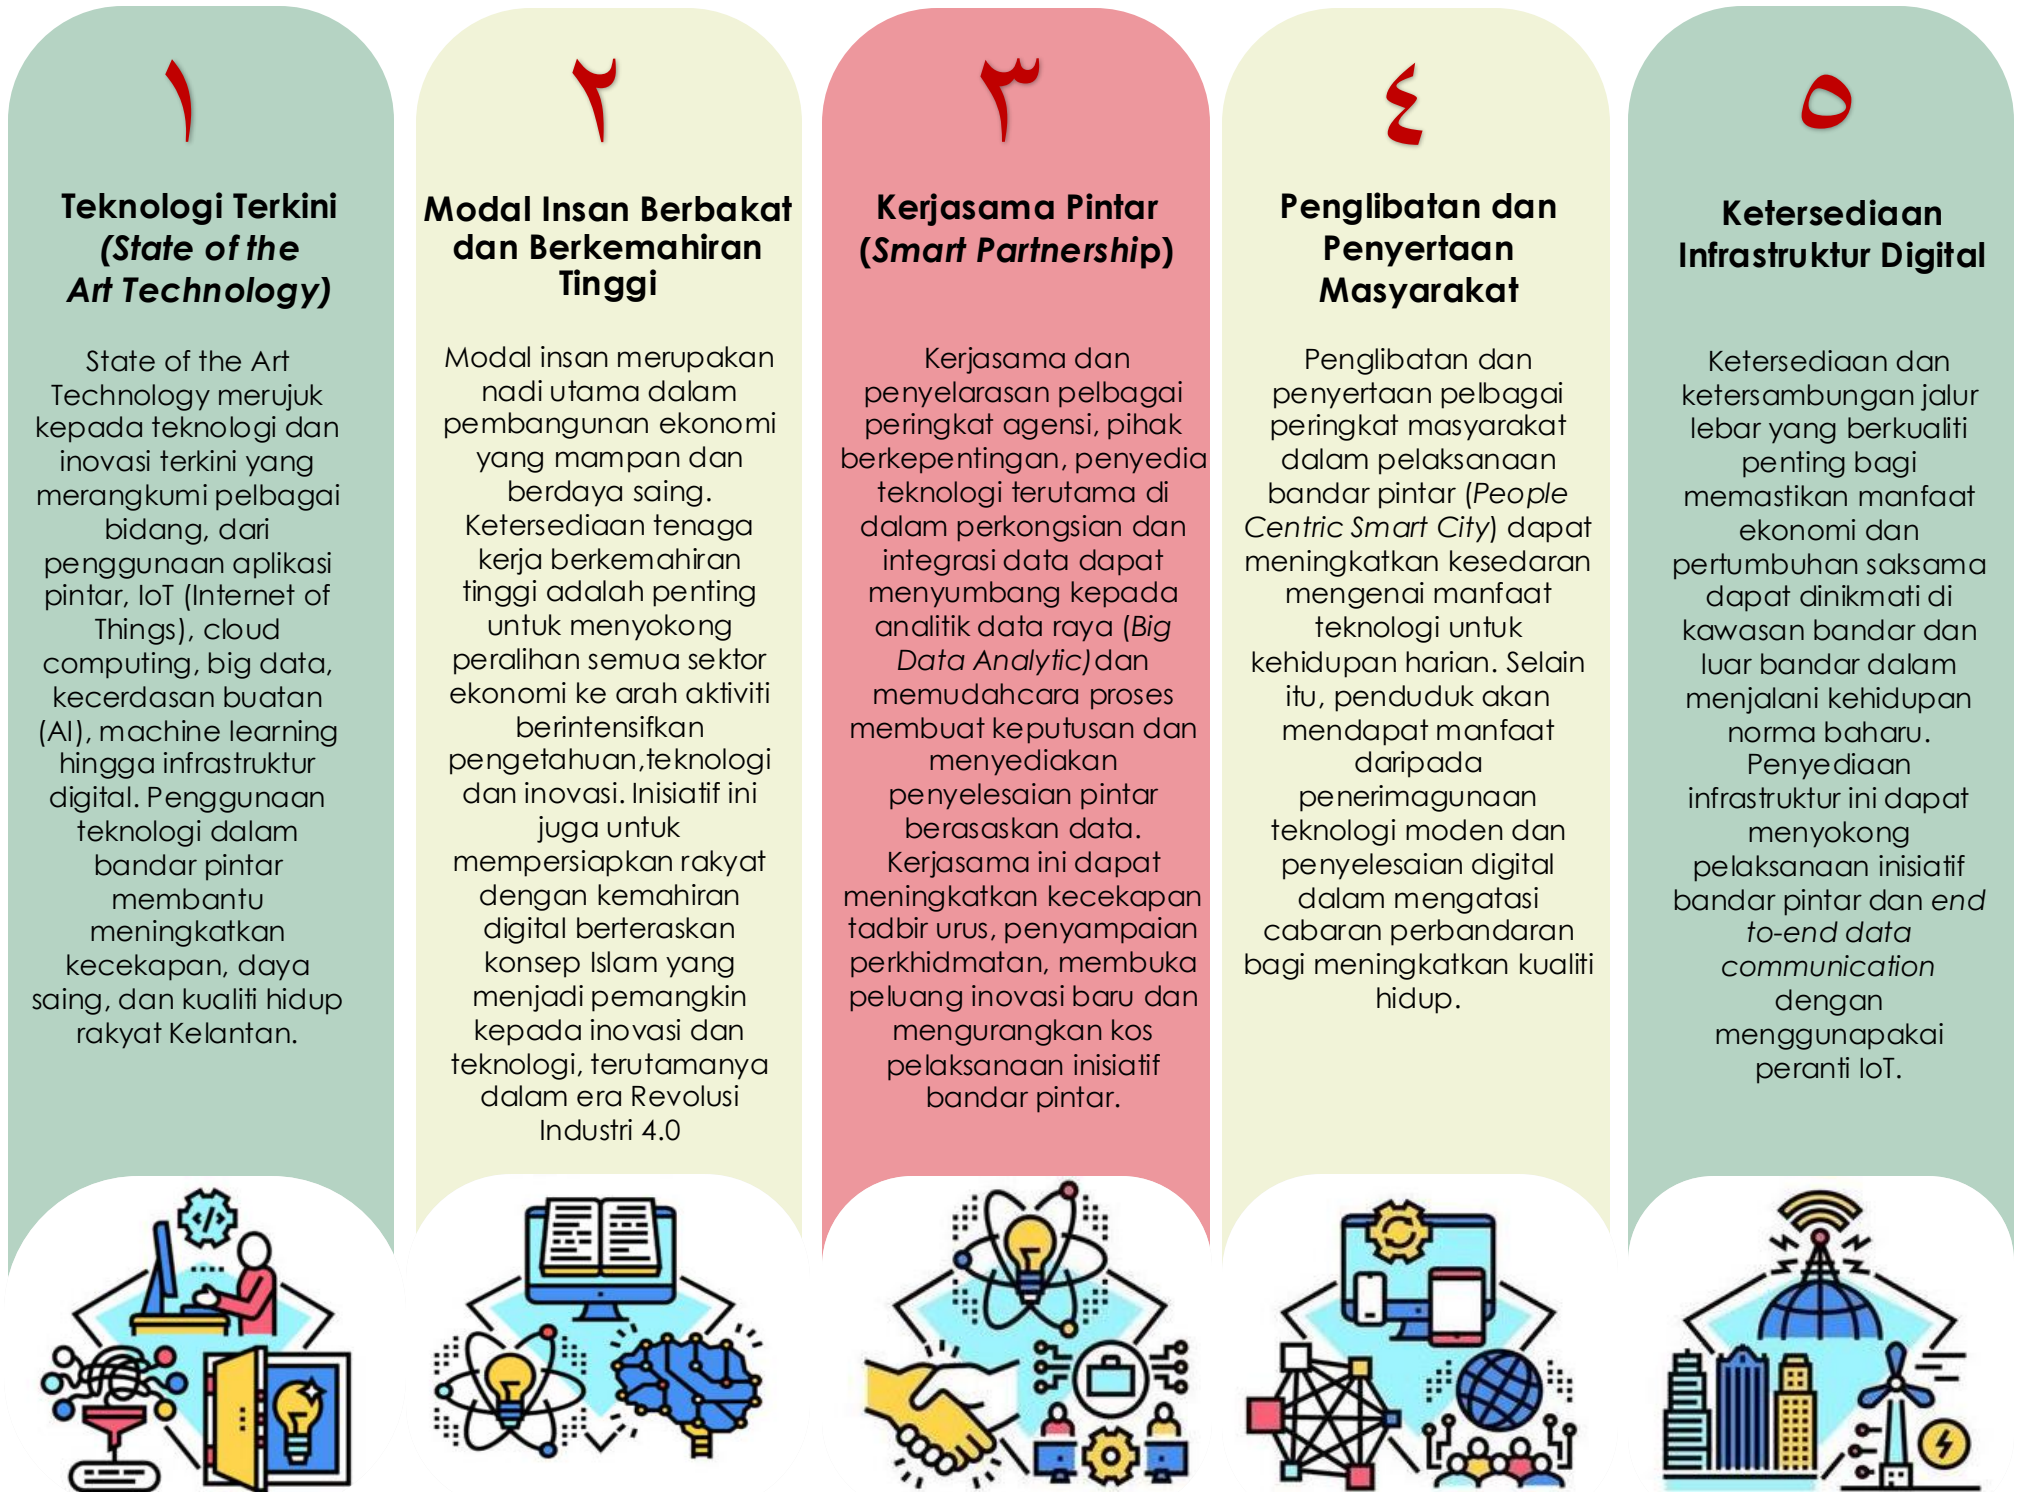 ١
Teknologi Terkini
(State of the
Art Technology)
State of the Art
Technology merujuk
kepada teknologi dan
inovasi terkini yang
merangkumi pelbagai
bidang, dari
penggunaan aplikasi
pintar, IoT (Internet of
Things), cloud
computing, big data,
kecerdasan buatan
(AI), machine learning
hingga infrastruktur
digital. Penggunaan
teknologi dalam
bandar pintar
membantu
meningkatkan
kecekapan, daya
saing, dan kualiti hidup
rakyat Kelantan.
٢
Modal Insan Berbakat
dan Berkemahiran
Tinggi
Modal insan merupakan
nadi utama dalam
pembangunan ekonomi
yang mampan dan
berdaya saing.
Ketersediaan tenaga
kerja berkemahiran
tinggi adalah penting
untuk menyokong
peralihan semua sektor
ekonomi ke arah aktiviti
berintensifkan
pengetahuan,teknologi
dan inovasi. Inisiatif ini
juga untuk
mempersiapkan rakyat
dengan kemahiran
digital berteraskan
konsep Islam yang
menjadi pemangkin
kepada inovasi dan
teknologi, terutamanya
dalam era Revolusi
Industri 4.0
٣
Kerjasama Pintar
(Smart Partnership)
Kerjasama dan
penyelarasan pelbagai
peringkat agensi, pihak
berkepentingan, penyedia
teknologi terutama di
dalam perkongsian dan
integrasi data dapat
menyumbang kepada
analitik data raya (Big
Data Analytic) dan
memudahcara proses
membuat keputusan dan
menyediakan
penyelesaian pintar
berasaskan data.
Kerjasama ini dapat
meningkatkan kecekapan
tadbir urus, penyampaian
perkhidmatan, membuka
peluang inovasi baru dan
mengurangkan kos
pelaksanaan inisiatif
bandar pintar.
٤
Penglibatan dan
Penyertaan
Masyarakat
Penglibatan dan
penyertaan pelbagai
peringkat masyarakat
dalam pelaksanaan
bandar pintar (People
Centric Smart City) dapat
meningkatkan kesedaran
mengenai manfaat
teknologi untuk
kehidupan harian. Selain
itu, penduduk akan
mendapat manfaat
daripada
penerimagunaan
teknologi moden dan
penyelesaian digital
dalam mengatasi
cabaran perbandaran
bagi meningkatkan kualiti
hidup.
٥
Ketersediaan
Infrastruktur Digital
Ketersediaan dan
ketersambungan jalur
lebar yang berkualiti
penting bagi
memastikan manfaat
ekonomi dan
pertumbuhan saksama
dapat dinikmati di
kawasan bandar dan
luar bandar dalam
menjalani kehidupan
norma baharu.
Penyediaan
infrastruktur ini dapat
menyokong
pelaksanaan inisiatif
bandar pintar dan end
to-end data
communication
dengan
menggunapakai
peranti IoT.